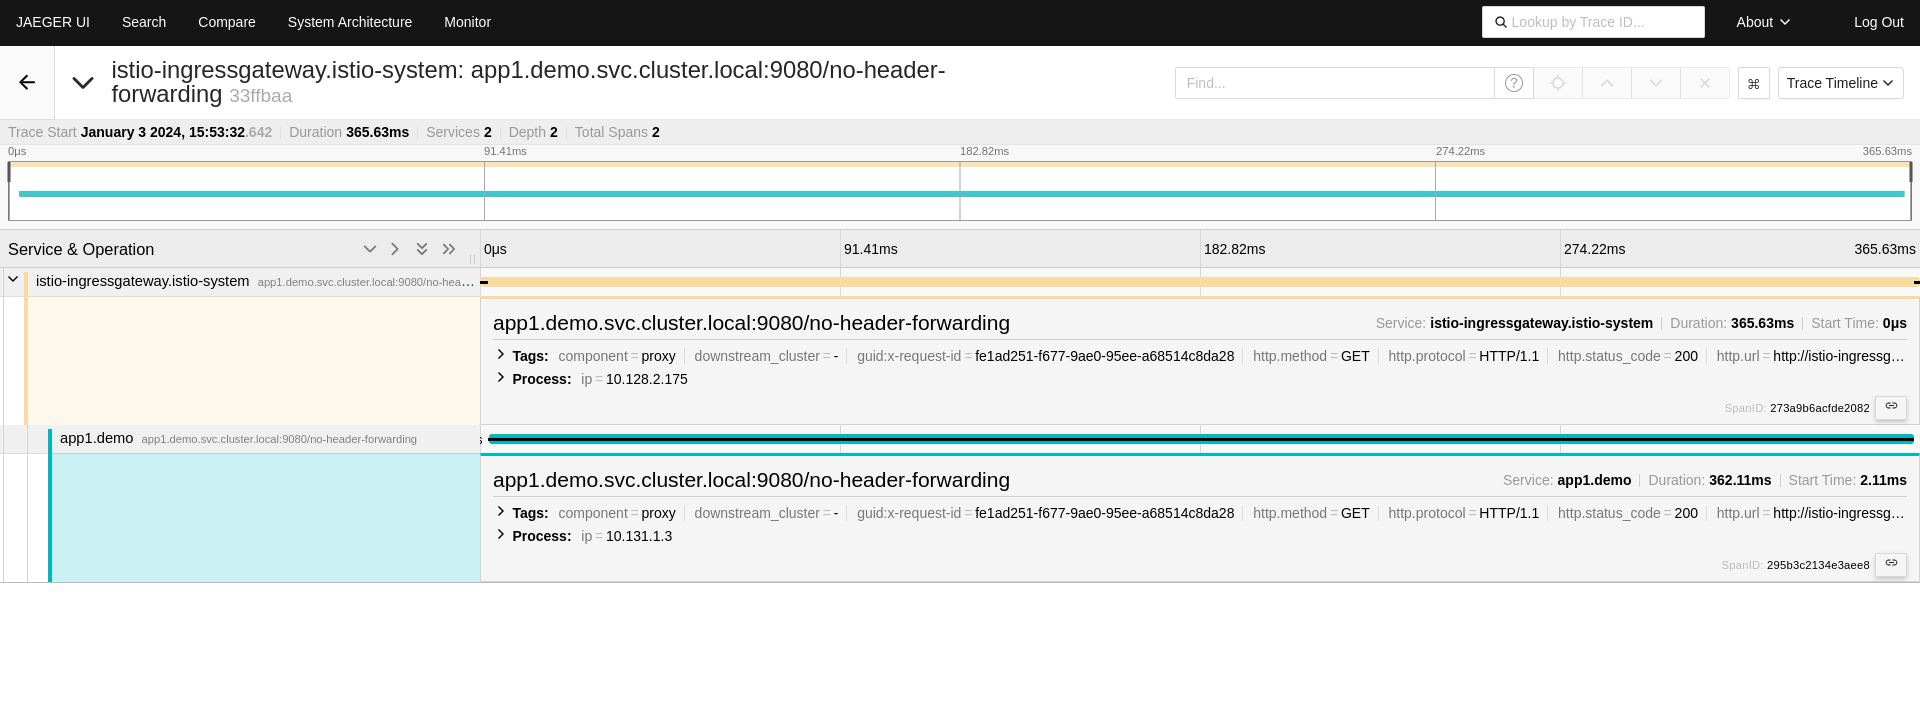 JAEGER UI Search Compare System Architecture Monitor Lookup by Trace ID... About Log Out
istio-ingressgateway.istio-system: app1.demo.svc.cluster.local:9080/no-header-
forwarding 33ffbaa
Find... ? ⌘ Trace Timeline
Trace Start January 3 2024, 15:53:32.642 Duration 365.63ms Services 2 Depth 2 Total Spans 2
0μs 91.41ms 182.82ms 274.22ms 365.63ms
Service & Operation 0μs 91.41ms 182.82ms 274.22ms 365.63ms
istio-ingressgateway.istio-system app1.demo.svc.cluster.local:9080/no-hea...
app1.demo.svc.cluster.local:9080/no-header-forwarding Service: istio-ingressgateway.istio-system Duration: 365.63ms Start Time: 0μs
Tags: component = proxy downstream_cluster = - guid:x-request-id = fe1ad251-f677-9ae0-95ee-a68514c8da28 http.method = GET http.protocol = HTTP/1.1 http.status_code = 200 http.url = http://istio-ingressg...
Process: ip = 10.128.2.175
SpanID: 273a9b6acfde2082
app1.demo app1.demo.svc.cluster.local:9080/no-header-forwarding
app1.demo.svc.cluster.local:9080/no-header-forwarding Service: app1.demo Duration: 362.11ms Start Time: 2.11ms
Tags: component = proxy downstream_cluster = - guid:x-request-id = fe1ad251-f677-9ae0-95ee-a68514c8da28 http.method = GET http.protocol = HTTP/1.1 http.status_code = 200 http.url = http://istio-ingressg...
Process: ip = 10.131.1.3
SpanID: 295b3c2134e3aee8